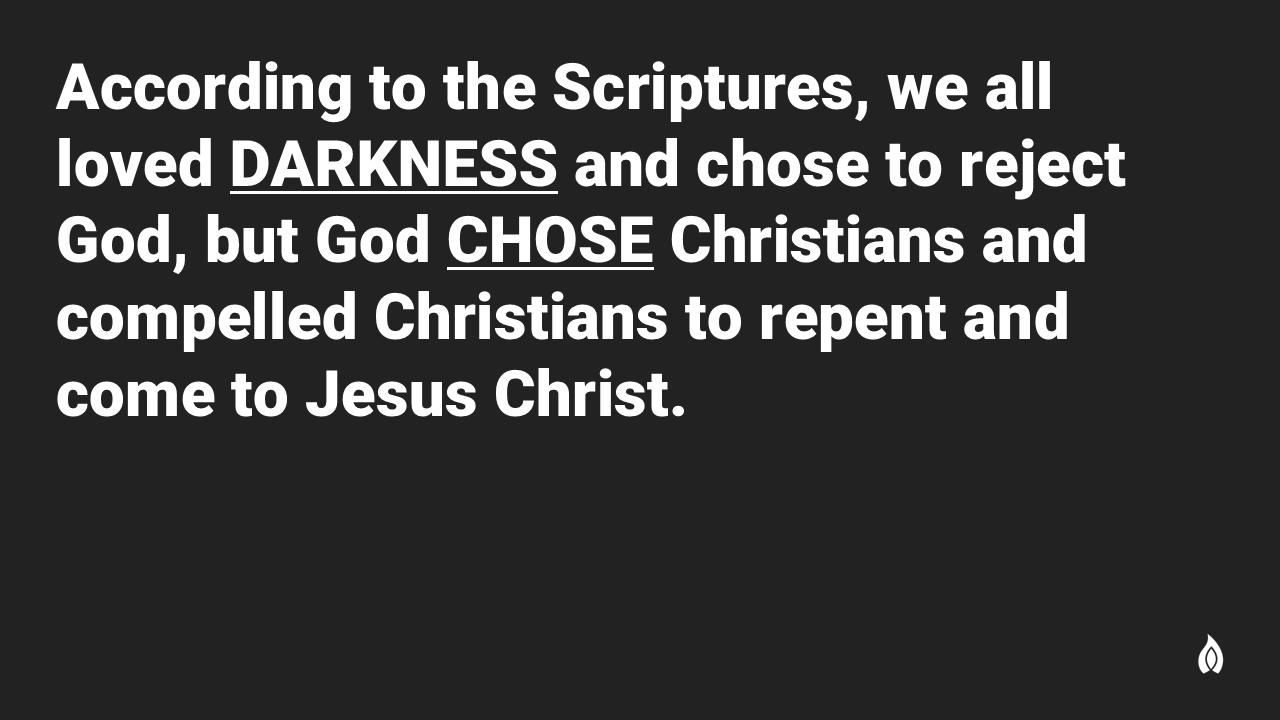 According to the Scriptures, we all
loved DARKNESS and chose to reject
God, but God CHOSE Christians and
compelled Christians to repent and
come to Jesus Christ.